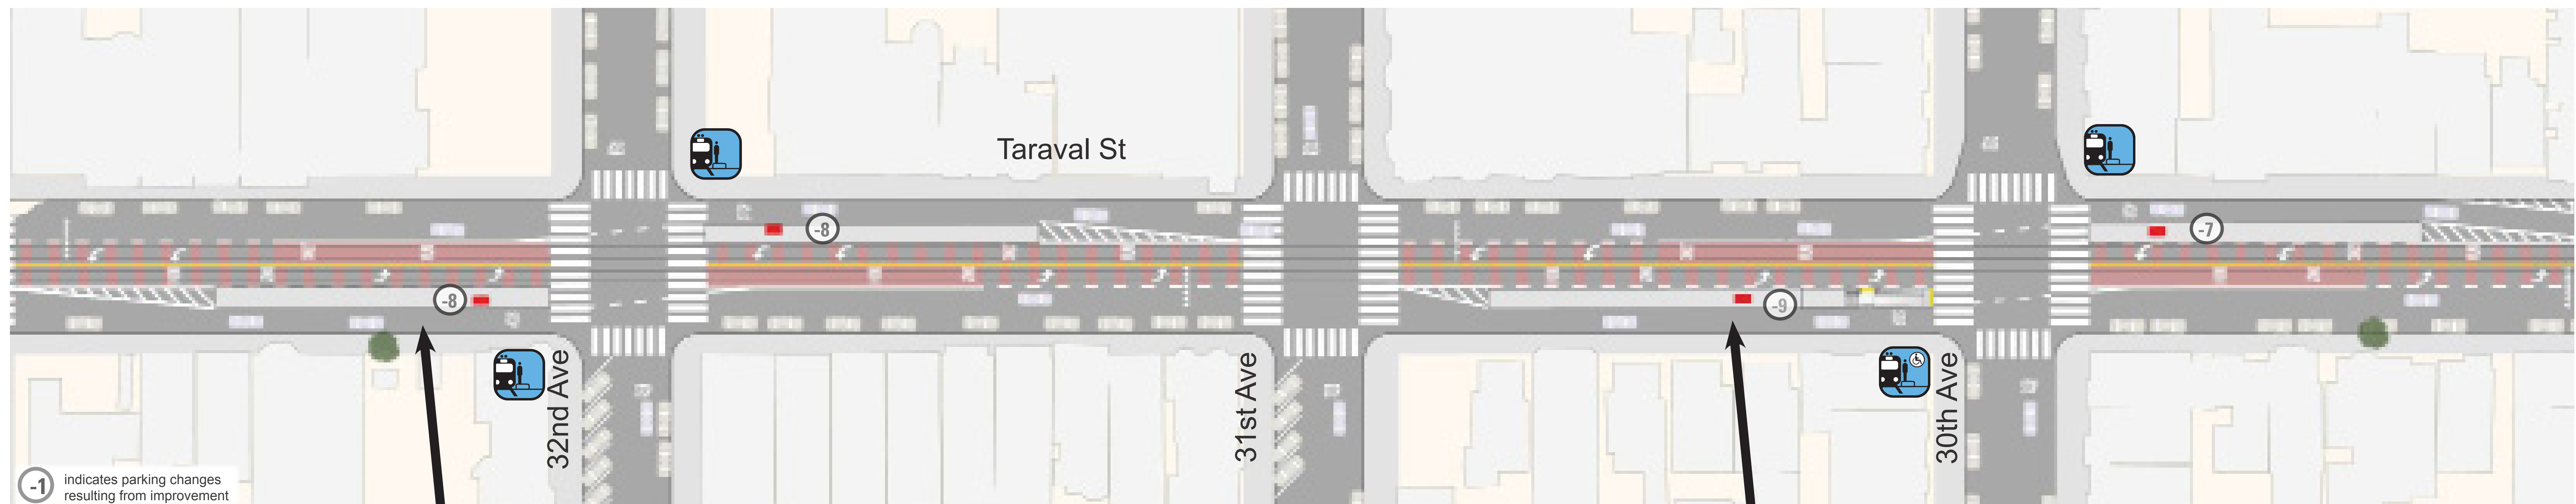 Taraval St
-8
-7
-8
-9
32nd Ave
31st Ave
30th Ave
-1
indicates parking changes
resulting from improvement